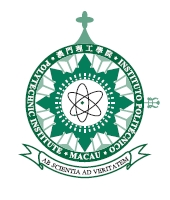 澳門理工學院
INSTITUTO POLITÉCNICO
MACAU
POLYTECHNIC INSTITUTE
AB SCIENTIA AD VERITATEM